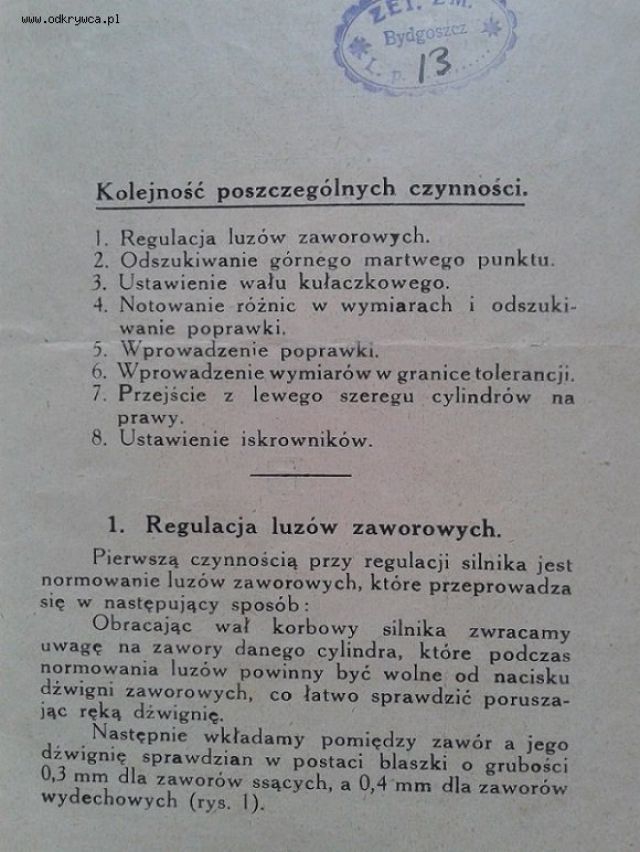 www.odkrywca.pl
ZET. ZM.
Bydgoszcz
L. p. 13
Kolejność poszczególnych czynności.
1. Regulacja luzów zaworowych.
2. Odszukiwanie górnego martwego punktu.
3. Ustawienie wału kułaczkowego.
4. Notowanie różnic w wymiarach i odszuki-
wanie poprawki.
5. Wprowadzenie poprawki.
6. Wprowadzenie wymiarów w granice tolerancji.
7. Przejście z lewego szeregu cylindrów na
prawy.
8. Ustawienie iskrowników.
1. Regulacja luzów zaworowych.
Pierwszą czynnością przy regulacji silnika jest
normowanie luzów zaworowych, które przeprowadza
się w następujący sposób:
Obracając wał korbowy silnika zwracamy
uwagę na zawory danego cylindra, które podczas
normowania luzów powinny być wolne od nacisku
dźwigni zaworowych, co łatwo sprawdzić porusza-
jąc ręką dźwignię.
Następnie wkładamy pomiędzy zawór a jego
dźwignię sprawdzian w postaci blaszki o grubości
0,3 mm dla zaworów ssących, a 0,4 mm dla zaworów
wydechowych (rys. 1).